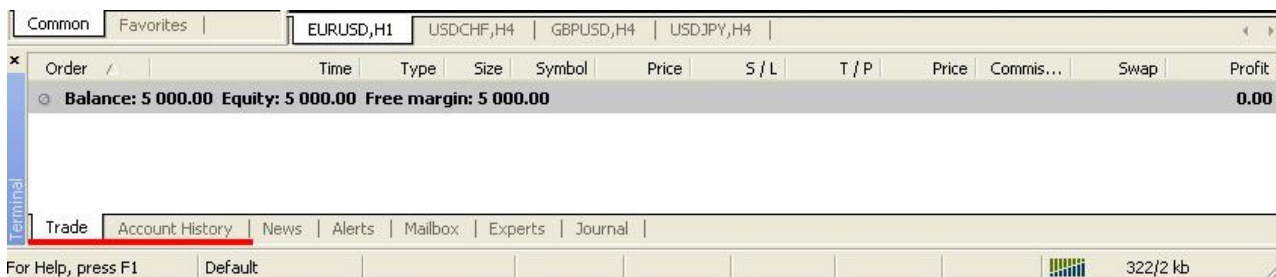 Common Favorites | EURUSD,H1 USDCHF,H4 | GBPUSD,H4 | USDJPY,H4 |
Order / Time Type Size Symbol Price S / L T / P Price Commis... Swap Profit
Balance: 5 000.00 Equity: 5 000.00 Free margin: 5 000.00 0.00
Terminal
Trade Account History | News | Alerts | Mailbox | Experts | Journal |
For Help, press F1 Default 322/2 kb